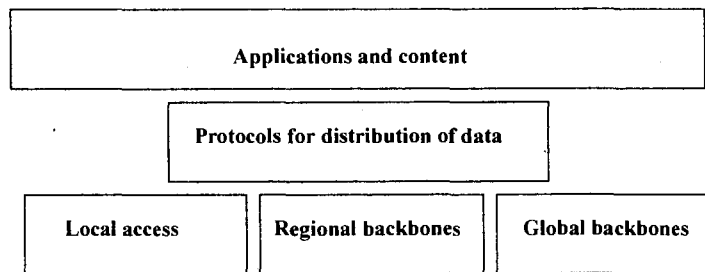 Applications and content
Protocols for distribution of data
Local access
Regional backbones
Global backbones